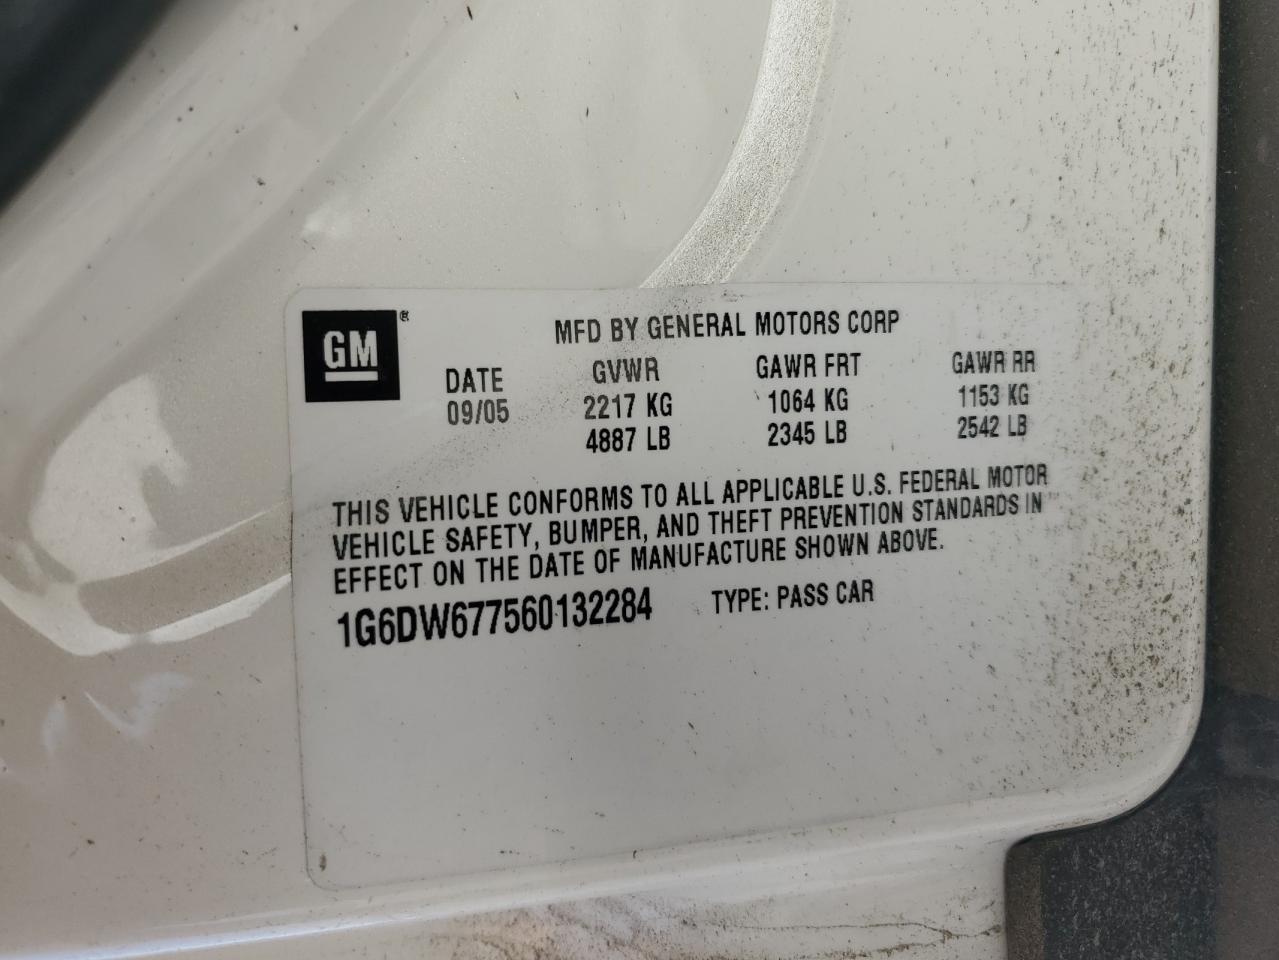 GM®
MFD BY GENERAL MOTORS CORP
DATE GVWR GAWR FRT GAWR RR
09/05 2217 KG 1064 KG 1153 KG
4887 LB 2345 LB 2542 LB
THIS VEHICLE CONFORMS TO ALL APPLICABLE U.S. FEDERAL MOTOR
VEHICLE SAFETY, BUMPER, AND THEFT PREVENTION STANDARDS IN
EFFECT ON THE DATE OF MANUFACTURE SHOWN ABOVE.
1G6DW677560132284 TYPE: PASS CAR